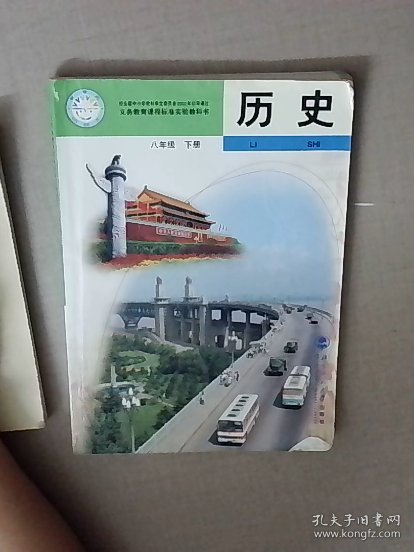 经全国中小学教材审定委员会2002年初审通过
义务教育课程标准实验教科书
历史
LI SHI
八年级 下册
孔夫子旧书网
www.kongfz.com